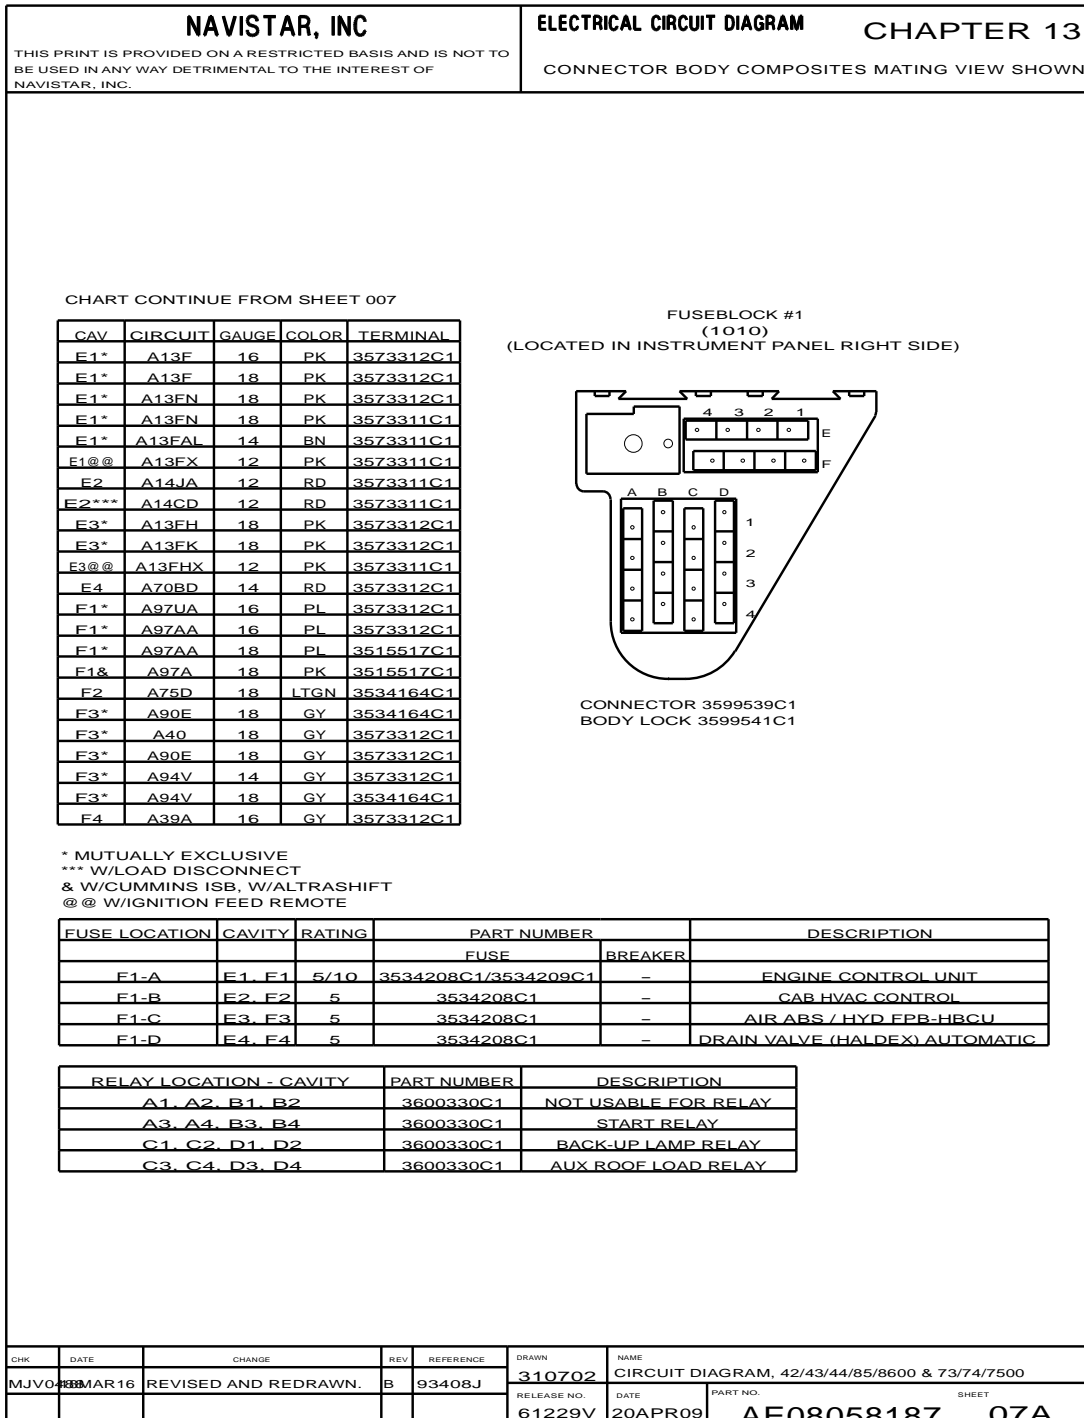 NAVISTAR, INC
THIS PRINT IS PROVIDED ON A RESTRICTED BASIS AND IS NOT TO
BE USED IN ANY WAY DETRIMENTAL TO THE INTEREST OF
NAVISTAR, INC.
ELECTRICAL CIRCUIT DIAGRAM CHAPTER 13
CONNECTOR BODY COMPOSITES MATING VIEW SHOWN
CHART CONTINUE FROM SHEET 007
CAV CIRCUIT GAUGE COLOR TERMINAL
E1* A13F 16 PK 3573312C1
E1* A13F 18 PK 3573312C1
E1* A13FN 18 PK 3573312C1
E1* A13FN 18 PK 3573311C1
E1* A13FAL 14 BN 3573311C1
E1@@ A13FX 12 PK 3573311C1
E2 A14JA 12 RD 3573311C1
E2*** A14CD 12 RD 3573311C1
E3* A13FH 18 PK 3573312C1
E3* A13FK 18 PK 3573312C1
E3@@ A13FHX 12 PK 3573311C1
E4 A70BD 14 RD 3573312C1
F1* A97UA 16 PL 3573312C1
F1* A97AA 16 PL 3573312C1
F1* A97AA 18 PL 3515517C1
F1& A97A 18 PK 3515517C1
F2 A75D 18 LTGN 3534164C1
F3* A90E 18 GY 3534164C1
F3* A40 18 GY 3573312C1
F3* A90E 18 GY 3573312C1
F3* A94V 14 GY 3573312C1
F3* A94V 18 GY 3534164C1
F4 A39A 16 GY 3573312C1
FUSEBLOCK #1
(1010)
(LOCATED IN INSTRUMENT PANEL RIGHT SIDE)
4 3 2 1
E
F
A B C D
1
2
3
4
CONNECTOR 3599539C1
BODY LOCK 3599541C1
* MUTUALLY EXCLUSIVE
*** W/LOAD DISCONNECT
& W/CUMMINS ISB, W/ALTRASHIFT
@@ W/IGNITION FEED REMOTE
FUSE LOCATION CAVITY RATING PART NUMBER DESCRIPTION
FUSE BREAKER
F1-A E1, F1 5/10 3534208C1/3534209C1 – ENGINE CONTROL UNIT
F1-B E2, F2 5 3534208C1 – CAB HVAC CONTROL
F1-C E3, F3 5 3534208C1 – AIR ABS / HYD FPB-HBCU
F1-D E4, F4 5 3534208C1 – DRAIN VALVE (HALDEX) AUTOMATIC
RELAY LOCATION - CAVITY PART NUMBER DESCRIPTION
A1, A2, B1, B2 3600330C1 NOT USABLE FOR RELAY
A3, A4, B3, B4 3600330C1 START RELAY
C1, C2, D1, D2 3600330C1 BACK-UP LAMP RELAY
C3, C4, D3, D4 3600330C1 AUX ROOF LOAD RELAY
CHK DATE CHANGE REV REFERENCE DRAWN NAME
REVISED AND REDRAWN. B 93408J 310702 CIRCUIT DIAGRAM, 42/43/44/85/8600 & 73/74/7500
RELEASE NO. DATE PART NO. SHEET
61229V 20APR09 AE08058187 07A